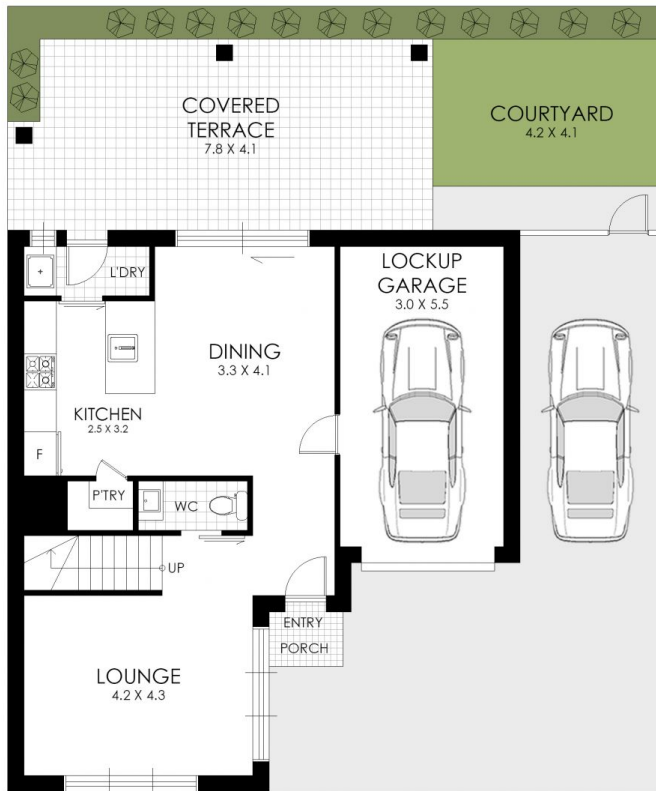 COVERED
TERRACE
7.8 X 4.1
COURTYARD
4.2 X 4.1
L'DRY
LOCKUP
GARAGE
3.0 X 5.5
DINING
3.3 X 4.1
KITCHEN
2.5 X 3.2
F
P'TRY
WC
UP
ENTRY
PORCH
LOUNGE
4.2 X 4.3